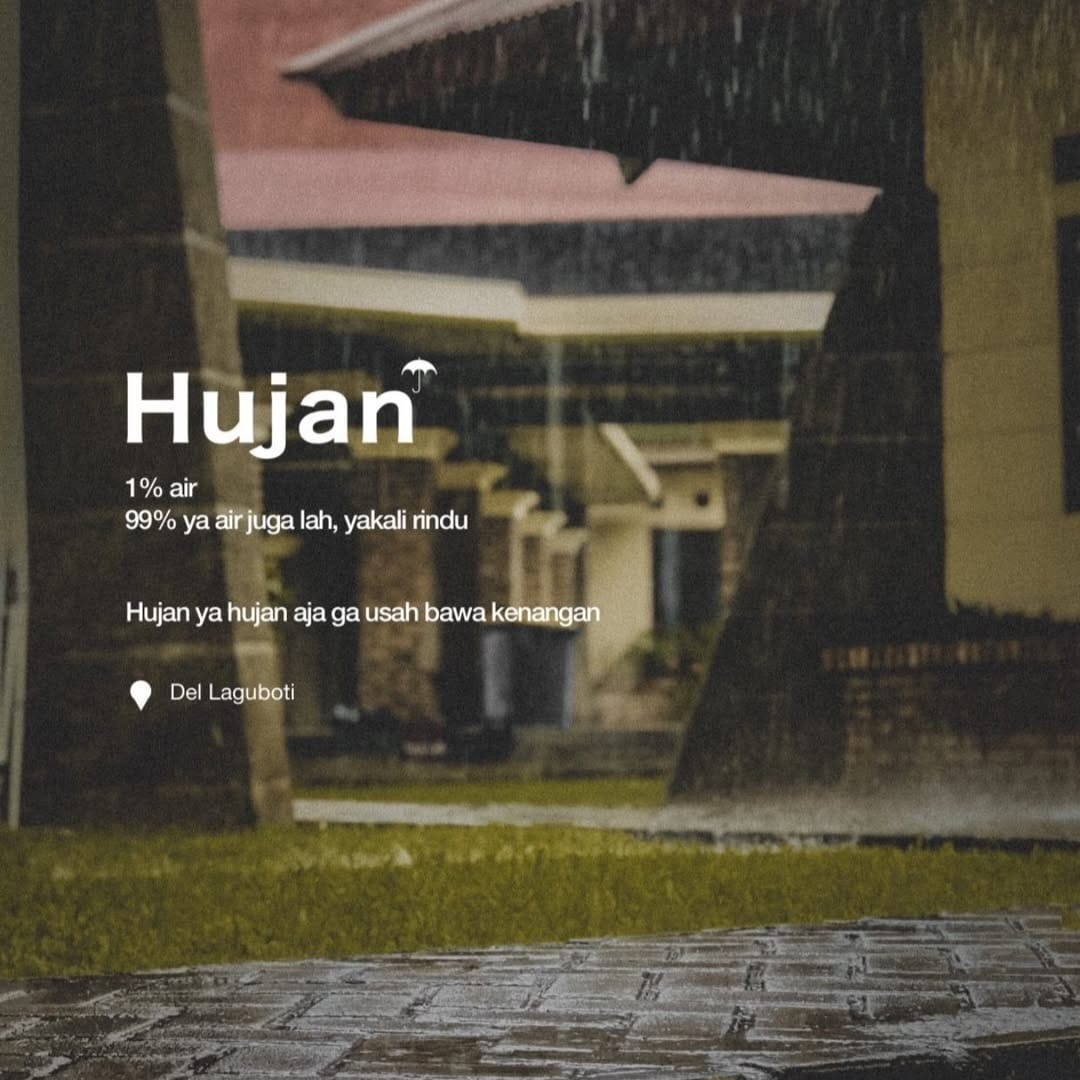 Hujan
1% air
99% ya air juga lah, yakali rindu
Hujan ya hujan aja ga usah bawa kenangan
Del Laguboti